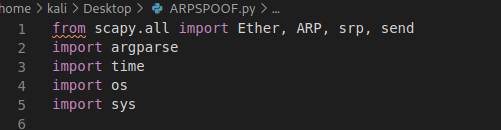 home > kali > Desktop > ARPSPOOF.py > ...
1 from scapy.all import Ether, ARP, srp, send
2 import argparse
3 import time
4 import os
5 import sys
6